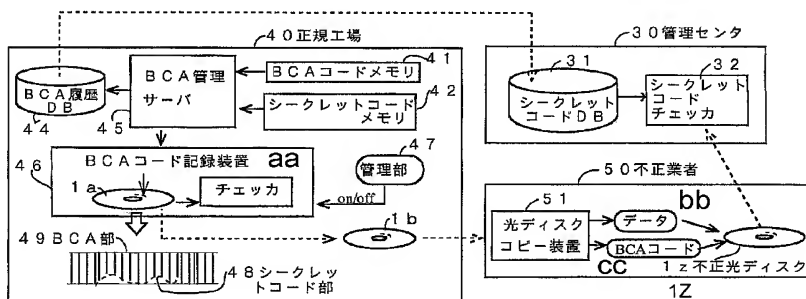 40正規工場
BCA履歴
DB
44
BCA管理
サーバ
45
41
BCAコードメモリ
42
シークレットコード
メモリ
46
BCAコード記録装置 aa
1a
チェッカ
47
管理部
on/off
49BCA部
48シークレッ
トコード部
1b
30管理センタ
31
シークレット
コードDB
32
シークレット
コード
チェッカ
50不正業者
51
光ディスク
コピー装置
データ
bb
BCAコード
cc
1z不正光ディスク
1Z